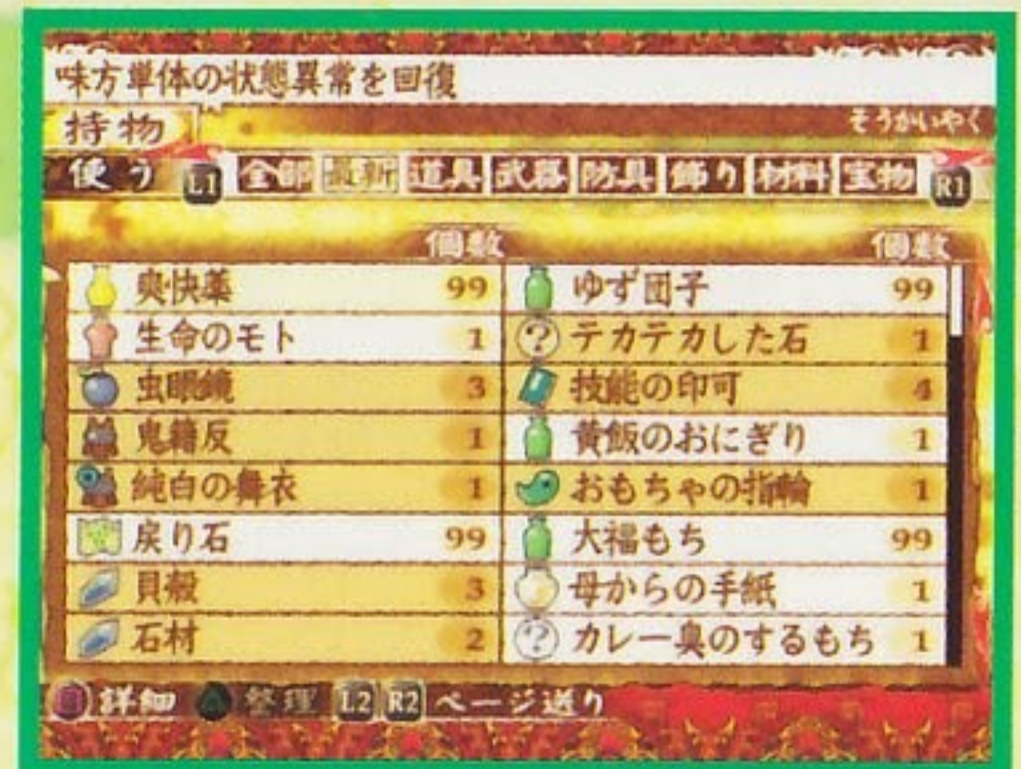 味方単体の状態異常を回復
持物 そうかいやく
使う L1 全部 最新 道具 武器 防具 飾り 材料 宝物 R1
個数 個数
爽快薬 99 ゆず団子 99
生命のモト 1 ? テカテカした石 1
虫眼鏡 3 技能の印可 4
鬼籍反 1 黄飯のおにぎり 1
純白の舞衣 1 おもちゃの指輪 1
戻り石 99 大福もち 99
貝殻 3 母からの手紙 1
石材 2 ? カレー臭のするもち 1
詳細 整理 L2 R2 ページ送り